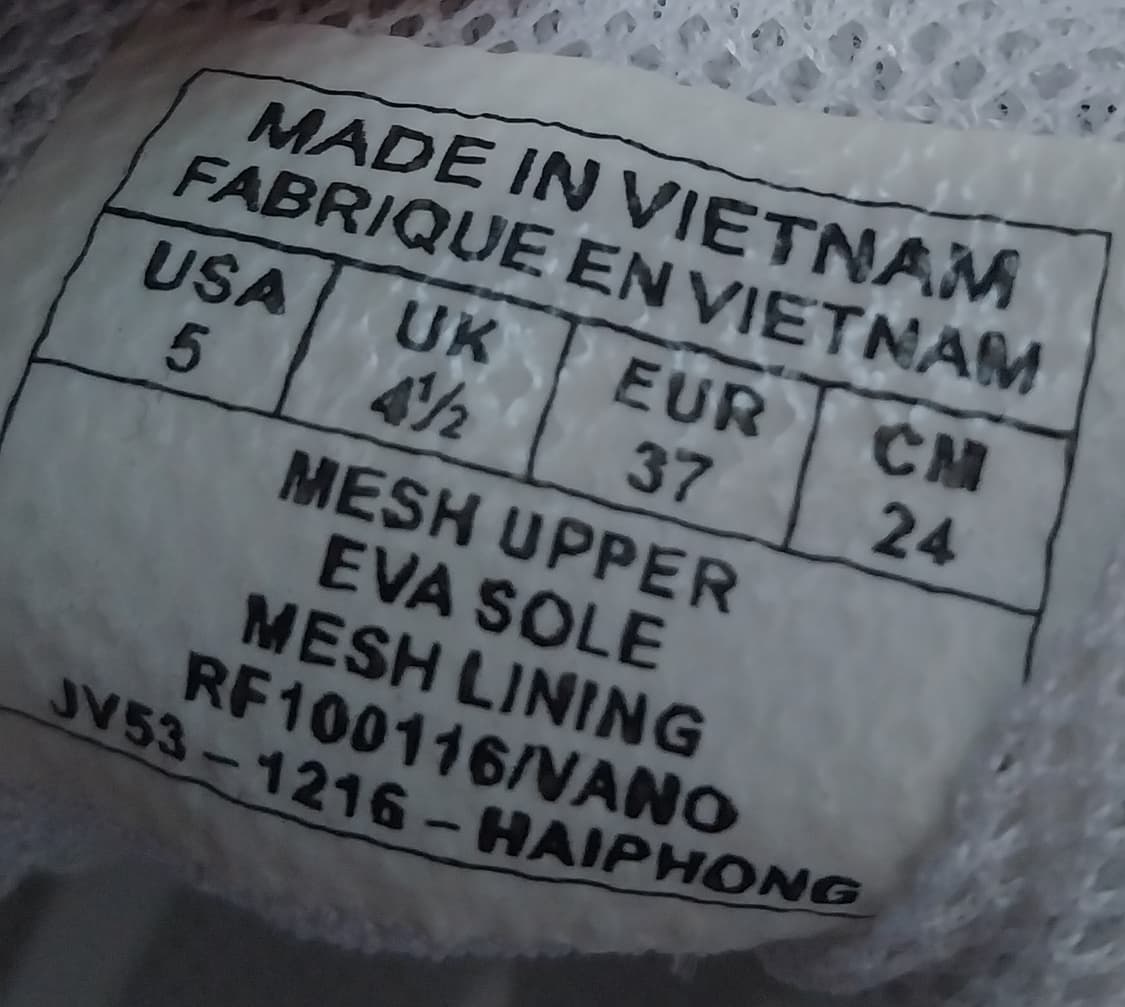 MADE IN VIETNAM
FABRIQUE EN VIETNAM
USA UK EUR CM
5 4½ 37 24
MESH UPPER
EVA SOLE
MESH LINING
RF100116/VANO
JV53 – 1216 – HAIPHONG